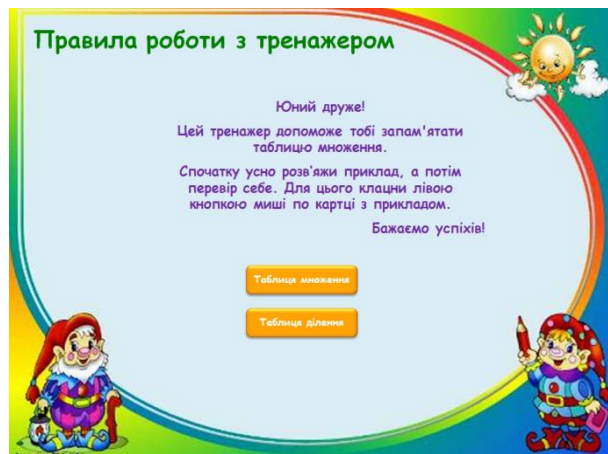 Правила роботи з тренажером
Юний друже!
Цей тренажер допоможе тобі запам'ятати
таблицю множення.
Спочатку усно розв'яжи приклад, а потім
перевір себе. Для цього клацни лівою
кнопкою миші по картці з прикладом.
Бажаємо успіхів!
Таблиця множення
Таблиця ділення